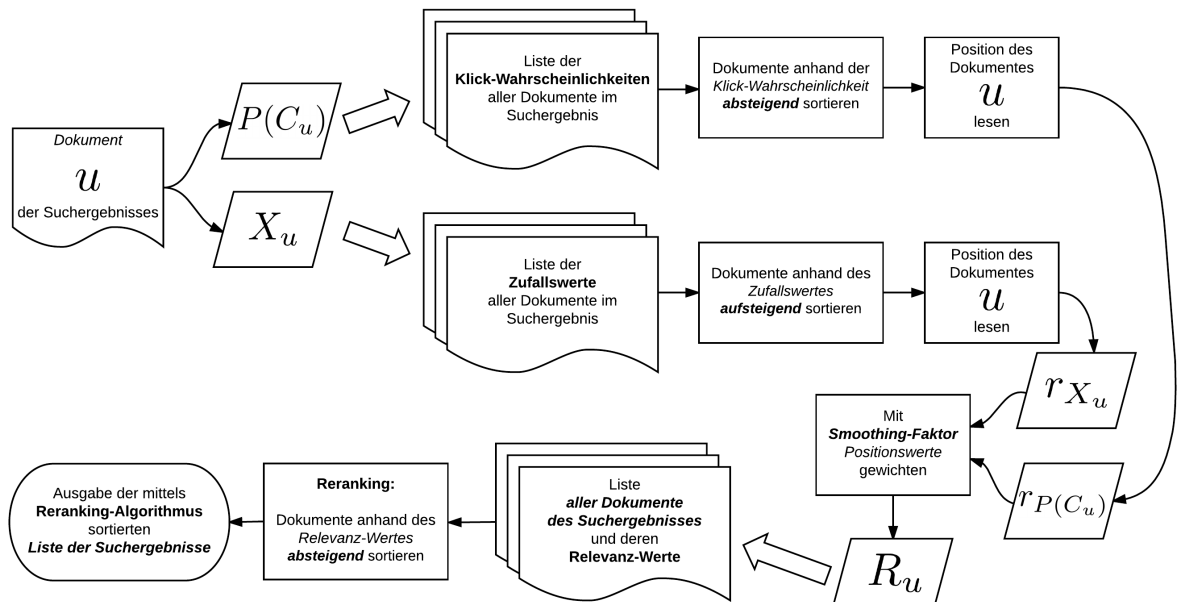 Dokument
u
der Suchergebnisses
P(C_u)
X_u
Liste der
Klick-Wahrscheinlichkeiten
aller Dokumente im
Suchergebnis
Dokumente anhand der
Klick-Wahrscheinlichkeit
absteigend sortieren
Position des
Dokumentes
u
lesen
Liste der
Zufallswerte
aller Dokumente im
Suchergebnis
Dokumente anhand des
Zufallswertes
aufsteigend sortieren
Position des
Dokumentes
u
lesen
r_{X_u}
r_{P(C_u)}
Mit
Smoothing-Faktor
Positionswerte
gewichten
R_u
Liste
aller Dokumente
des Suchergebnisses
und deren
Relevanz-Werte
Reranking:
Dokumente anhand des
Relevanz-Wertes
absteigend sortieren
Ausgabe der mittels
Reranking-Algorithmus
sortierten
Liste der Suchergebnisse